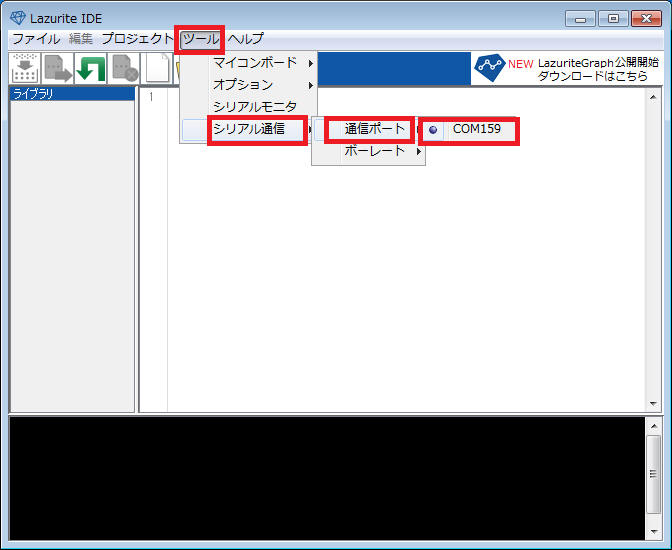 Lazurite IDE
ファイル 編集 プロジェクト ツール ヘルプ
マイコンボード
オプション
シリアルモニタ
シリアル通信
通信ポート
ボーレート
COM159
NEW LazuriteGraph公開開始
ダウンロードはこちら
ライブラリ
1